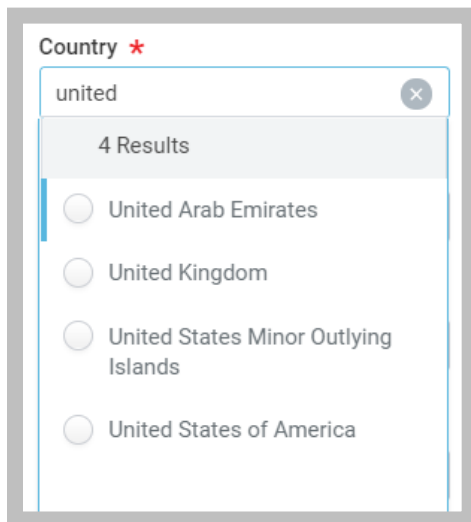 Country *
united
4 Results
United Arab Emirates
United Kingdom
United States Minor Outlying
Islands
United States of America